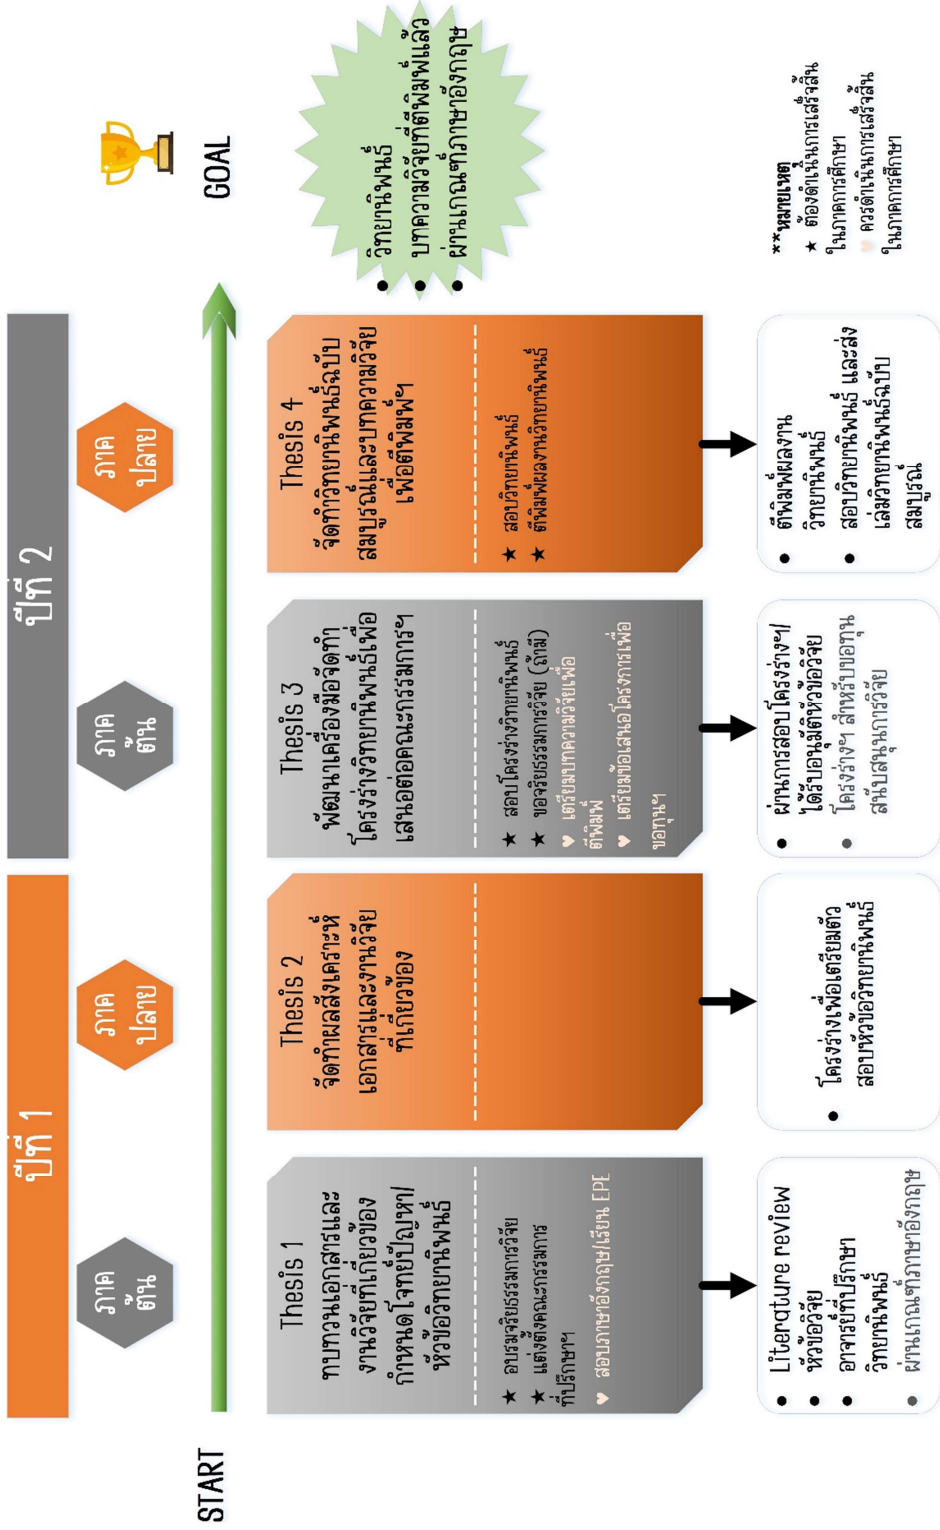 ปีที่ 1
ปีที่ 2
ภาค
ต้น
ภาค
ปลาย
ภาค
ต้น
ภาค
ปลาย
START
GOAL
Thesis 1
ทบทวนเอกสารและ
งานวิจัยที่เกี่ยวข้อง
กำหนดโจทย์ปัญหา/
หัวข้อวิทยานิพนธ์
★ อบรมจริยธรรมการวิจัย
★ แต่งตั้งคณะกรรมการ
ที่ปรึกษาฯ
♥ สอบภาษาอังกฤษ/เรียน EPE
• Literature review
• หัวข้อวิจัย
• อาจารย์ที่ปรึกษา
วิทยานิพนธ์
• ผ่านเกณฑ์ภาษาอังกฤษ
Thesis 2
จัดทำผลสังเคราะห์
เอกสารและงานวิจัย
ที่เกี่ยวข้อง
• โครงร่างเพื่อเตรียมตัว
สอบหัวข้อวิทยานิพนธ์
Thesis 3
พัฒนาเครื่องมือจัดทำ
โครงร่างวิทยานิพนธ์เพื่อ
เสนอต่อคณะกรรมการฯ
★ สอบโครงร่างวิทยานิพนธ์
★ ขอจริยธรรมการวิจัย (ถ้ามี)
♥ เตรียมบทความวิจัยเพื่อ
ตีพิมพ์
♥ เตรียมข้อเสนอโครงการเพื่อ
ขอทุนฯ
• ผ่านการสอบโครงร่างฯ/
ได้รับอนุมัติหัวข้อวิจัย
• โครงร่างฯ สำหรับขอทุน
สนับสนุนการวิจัย
Thesis 4
จัดทำวิทยานิพนธ์ฉบับ
สมบูรณ์และบทความวิจัย
เพื่อตีพิมพ์ฯ
★ สอบวิทยานิพนธ์
★ ตีพิมพ์ผลงานวิทยานิพนธ์
• ตีพิมพ์ผลงาน
วิทยานิพนธ์
• สอบวิทยานิพนธ์ และส่ง
เล่มวิทยานิพนธ์ฉบับ
สมบูรณ์
• วิทยานิพนธ์
• บทความวิจัยที่ตีพิมพ์แล้ว
• ผ่านเกณฑ์ภาษาอังกฤษ
**หมายเหตุ
★ ต้องดำเนินการเสร็จสิ้น
ในภาคการศึกษา
♥ ควรดำเนินการเสร็จสิ้น
ในภาคการศึกษา